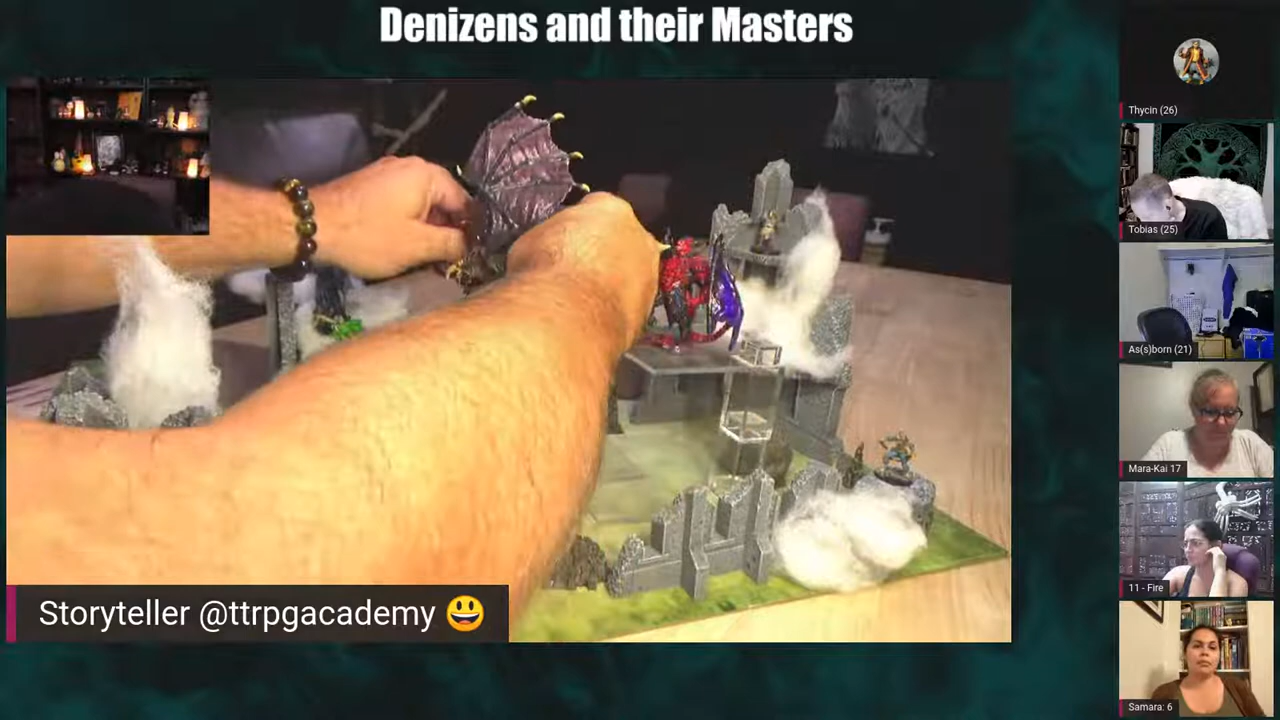 Denizens and their Masters
Thycin (26)
Tobias (25)
As(s)born (21)
Mara-Kai 17
11 - Fire
Samara: 6
Storyteller @ttrpgacademy 😃